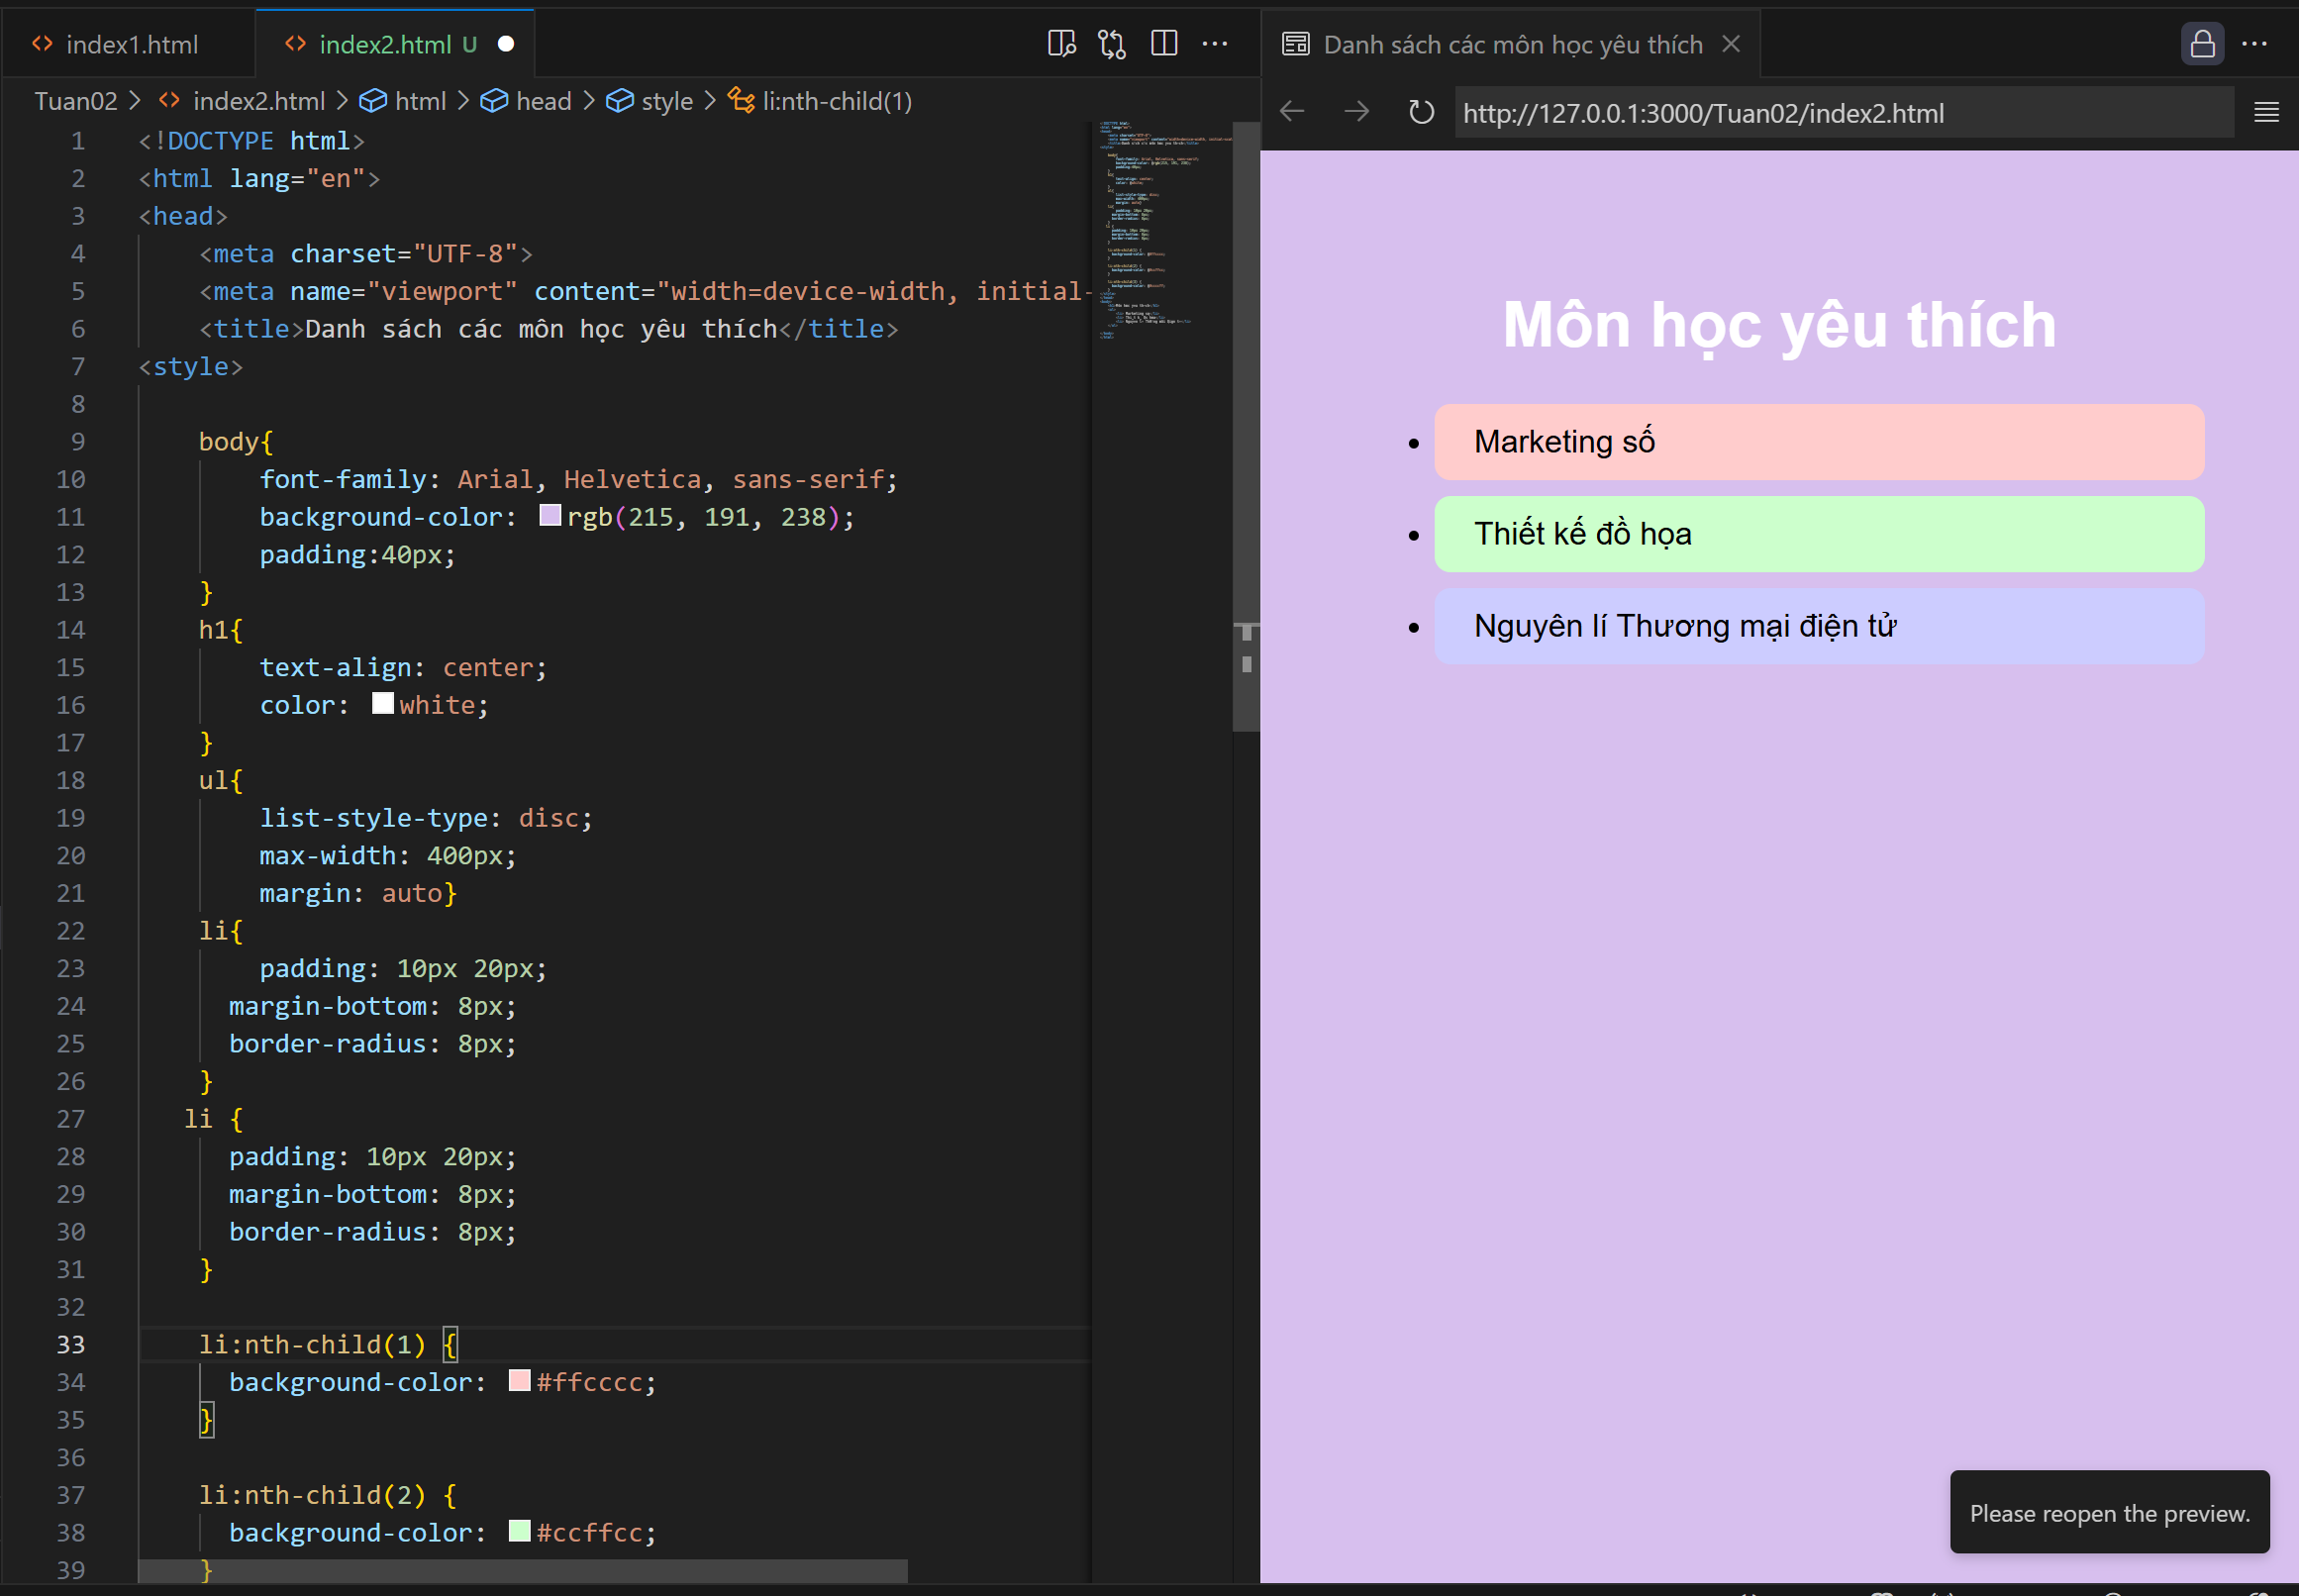 index1.html
index2.html U
Danh sách các môn học yêu thích
Tuan02 > index2.html > html > head > style > li:nth-child(1)
http://127.0.0.1:3000/Tuan02/index2.html
1 <!DOCTYPE html>
2 <html lang="en">
3 <head>
4 <meta charset="UTF-8">
5 <meta name="viewport" content="width=device-width, initial-
6 <title>Danh sách các môn học yêu thích</title>
7 <style>
8
9 body{
10 font-family: Arial, Helvetica, sans-serif;
11 background-color: rgb(215, 191, 238);
12 padding:40px;
13 }
14 h1{
15 text-align: center;
16 color: white;
17 }
18 ul{
19 list-style-type: disc;
20 max-width: 400px;
21 margin: auto}
22 li{
23 padding: 10px 20px;
24 margin-bottom: 8px;
25 border-radius: 8px;
26 }
27 li {
28 padding: 10px 20px;
29 margin-bottom: 8px;
30 border-radius: 8px;
31 }
32
33 li:nth-child(1) {
34 background-color: #ffcccc;
35 }
36
37 li:nth-child(2) {
38 background-color: #ccffcc;
39 }
Môn học yêu thích
Marketing số
Thiết kế đồ họa
Nguyên lí Thương mại điện tử
Please reopen the preview.